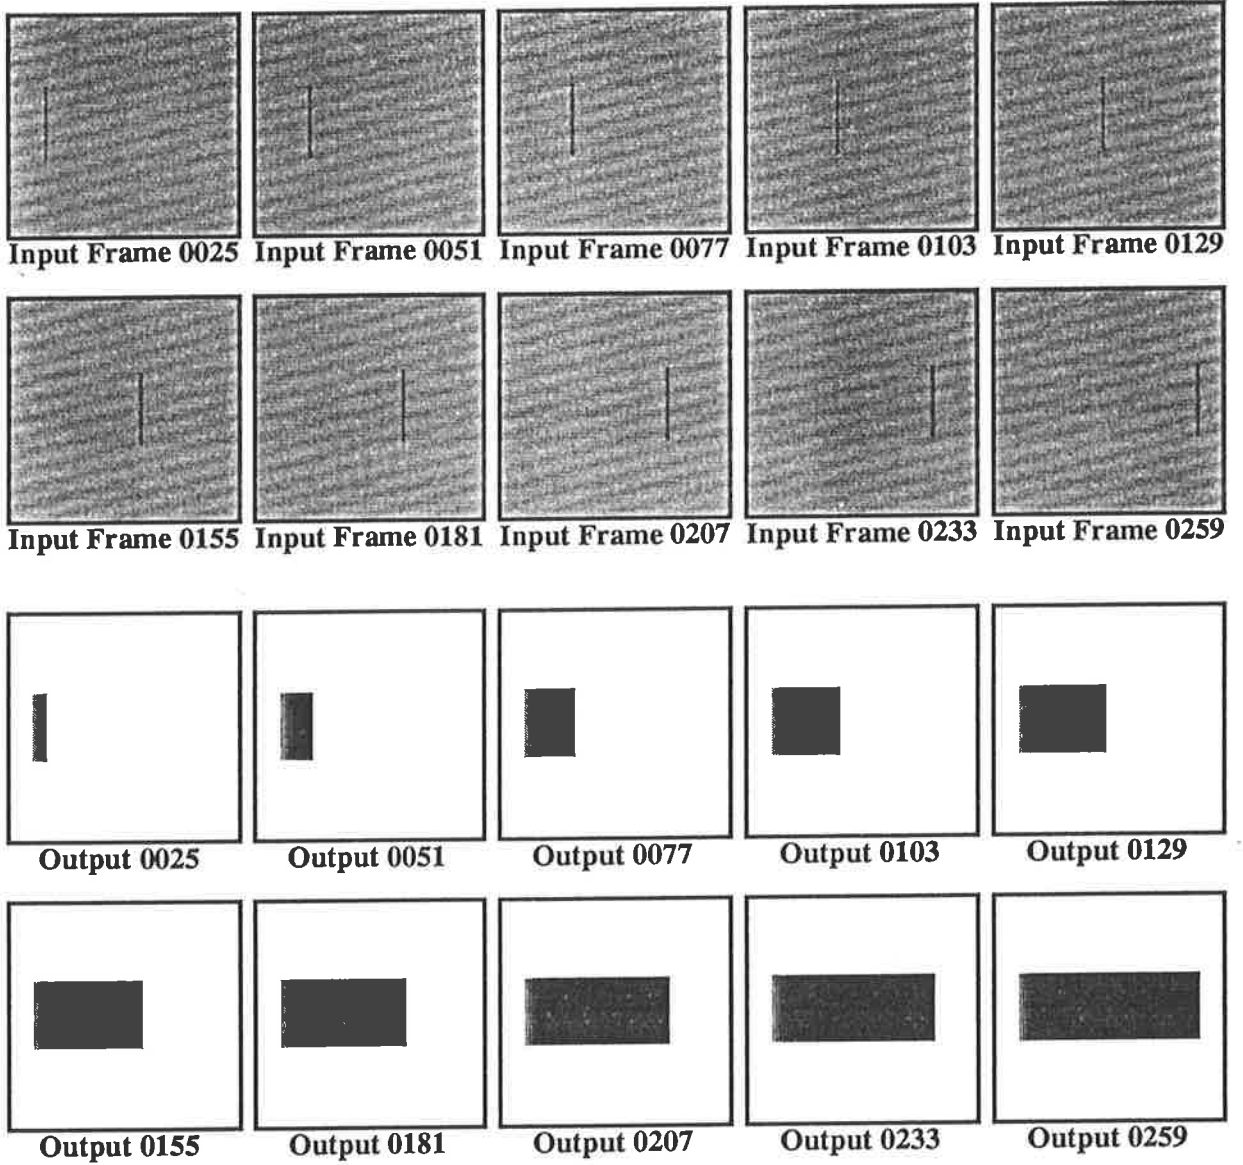 Input Frame 0025 Input Frame 0051 Input Frame 0077 Input Frame 0103 Input Frame 0129
Input Frame 0155 Input Frame 0181 Input Frame 0207 Input Frame 0233 Input Frame 0259
Output 0025 Output 0051 Output 0077 Output 0103 Output 0129
Output 0155 Output 0181 Output 0207 Output 0233 Output 0259